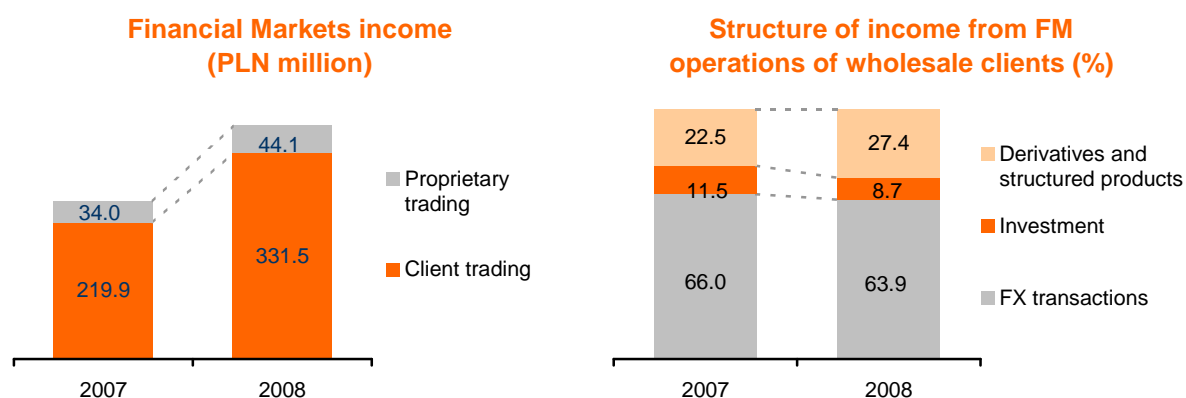 Financial Markets income
(PLN million)
44.1
34.0
331.5
219.9
2007
2008
Proprietary
trading
Client trading
Structure of income from FM
operations of wholesale clients (%)
22.5
27.4
11.5
8.7
66.0
63.9
2007
2008
Derivatives and
structured products
Investment
FX transactions